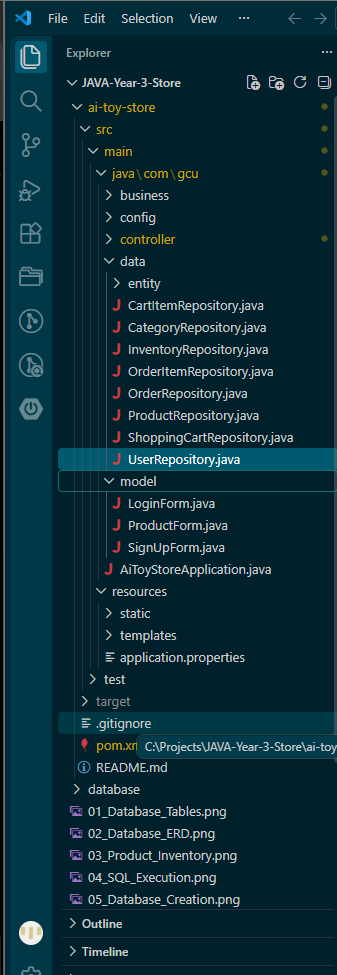 File Edit Selection View ...
Explorer ...
JAVA-Year-3-Store
ai-toy-store
src
main
java\com\gcu
business
config
controller
data
entity
CartItemRepository.java
CategoryRepository.java
InventoryRepository.java
OrderItemRepository.java
OrderRepository.java
ProductRepository.java
ShoppingCartRepository.java
UserRepository.java
model
LoginForm.java
ProductForm.java
SignUpForm.java
AiToyStoreApplication.java
resources
static
templates
application.properties
test
target
.gitignore
pom.xm C:\Projects\JAVA-Year-3-Store\ai-toy
README.md
database
01_Database_Tables.png
02_Database_ERD.png
03_Product_Inventory.png
04_SQL_Execution.png
05_Database_Creation.png
Outline
Timeline